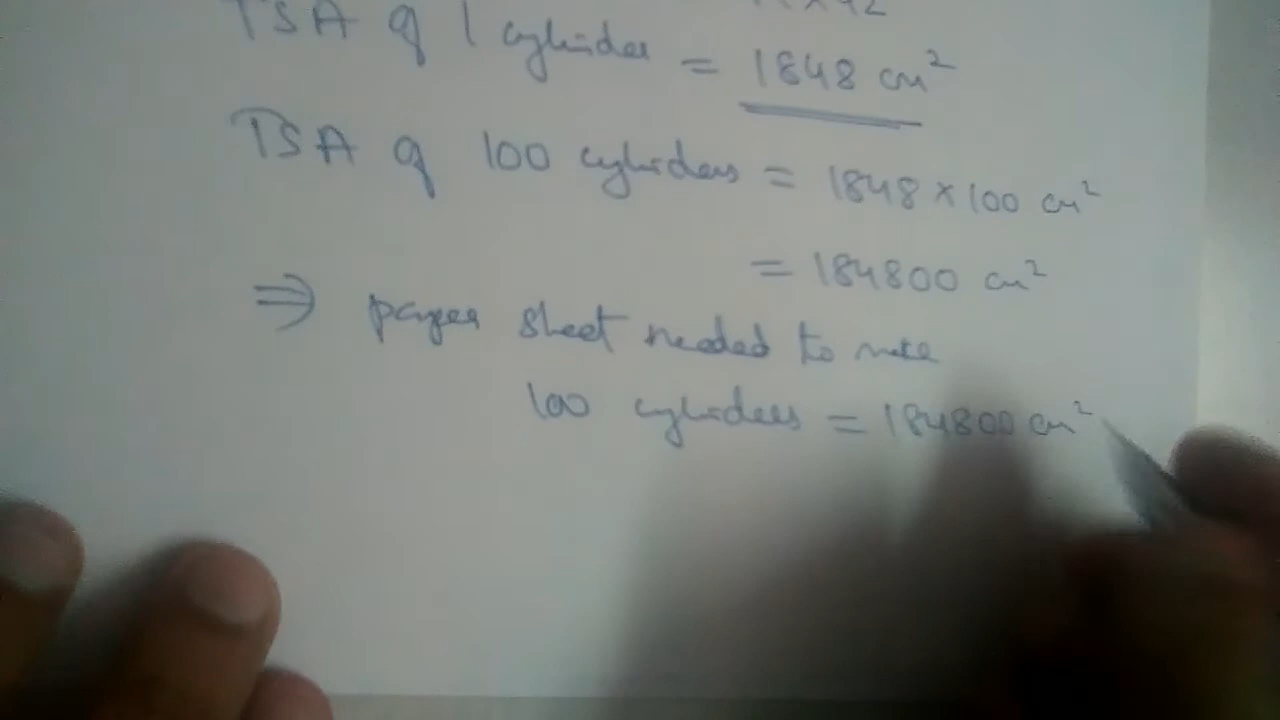 TSA of 1 cylinder = 1848 cm²
TSA of 100 cylinders = 1848 × 100 cm²
= 184800 cm²
⇒ paper sheet needed to make
100 cylinders = 184800 cm²